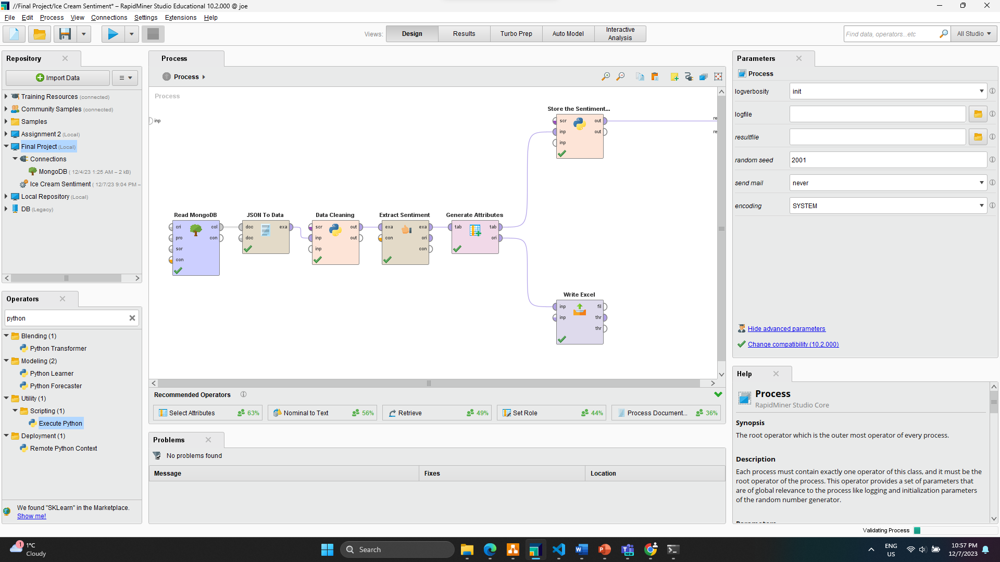 //Final Project/Ice Cream Sentiment* – RapidMiner Studio Educational 10.2.000 @ joe
File Edit Process View Connections Settings Extensions Help
Views: Design Results Turbo Prep Auto Model Interactive Analysis
Find data, operators...etc All Studio
Repository
Import Data
Training Resources (connected)
Community Samples (connected)
Samples
Assignment 2 (Local)
Final Project (Local)
Connections
MongoDB ( 12/4/23 1:25 AM – 2 kB)
Ice Cream Sentiment ( 12/7/23 9:04 PM –
Local Repository (Local)
DB (Legacy)
Operators
python
Blending (1)
Python Transformer
Modeling (2)
Python Learner
Python Forecaster
Utility (1)
Scripting (1)
Execute Python
Deployment (1)
Remote Python Context
We found "SKLearn" in the Marketplace.
Show me!
Process
Process
Process
inp
Store the Sentiment...
scr out
inp out
inp
re
re
Read MongoDB
cri col
pro con
sor
con
JSON To Data
doc exa
doc
Data Cleaning
scr out
inp out
inp
Extract Sentiment
exa exa
con ori
con
Generate Attributes
tab tab
ori
Write Excel
inp fil
inp thr
thr
Recommended Operators
Select Attributes 63%
Nominal to Text 56%
Retrieve 49%
Set Role 44%
Process Document... 36%
Problems
No problems found
Message Fixes Location
Parameters
Process
logverbosity init
logfile
resultfile
random seed 2001
send mail never
encoding SYSTEM
Hide advanced parameters
Change compatibility (10.2.000)
Help
Process
RapidMiner Studio Core
Synopsis
The root operator which is the outer most operator of every process.
Description
Each process must contain exactly one operator of this class, and it must be the
root operator of the process. This operator provides a set of parameters that
are of global relevance to the process like logging and initialization parameters
of the random number generator.
Parameters
Validating Process
1
1°C
Cloudy
Search
NEW
ENG
US
10:57 PM
12/7/2023